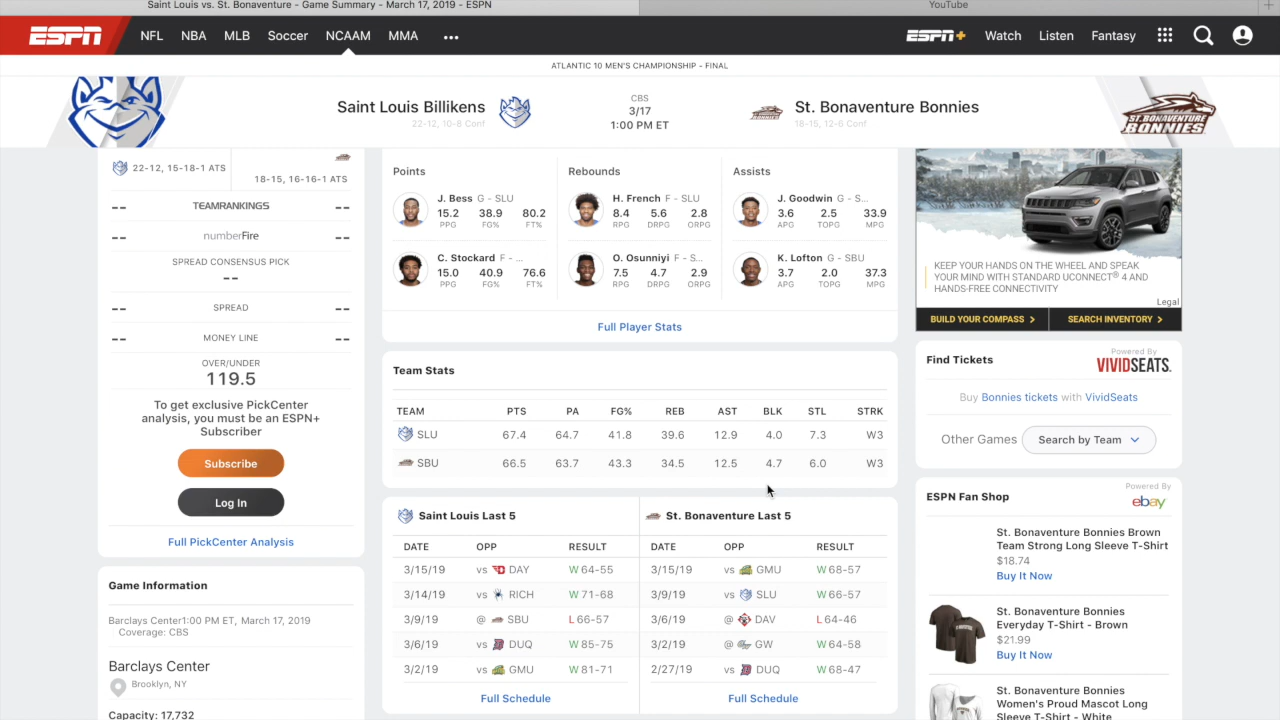 Saint Louis vs. St. Bonaventure - Game Summary - March 17, 2019 - ESPN
YouTube
ESPN
NFL
NBA
MLB
Soccer
NCAAM
MMA
ESPN+
Watch
Listen
Fantasy
ATLANTIC 10 MEN'S CHAMPIONSHIP - FINAL
Saint Louis Billikens
22-12, 10-8 Conf
CBS
3/17
1:00 PM ET
St. Bonaventure Bonnies
18-15, 12-6 Conf
ST. BONAVENTURE
BONNIES
22-12, 15-18-1 ATS
18-15, 16-16-1 ATS
-- TEAMRANKINGS --
-- numberFire --
SPREAD CONSENSUS PICK
--
-- SPREAD --
-- MONEY LINE --
OVER/UNDER
119.5
To get exclusive PickCenter
analysis, you must be an ESPN+
Subscriber
Subscribe
Log In
Full PickCenter Analysis
Game Information
Barclays Center1:00 PM ET, March 17, 2019
Coverage: CBS
Barclays Center
Brooklyn, NY
Capacity: 17,732
Points
J. Bess G - SLU
15.2 38.9 80.2
PPG FG% FT%
C. Stockard F - ...
15.0 40.9 76.6
PPG FG% FT%
Rebounds
H. French F - SLU
8.4 5.6 2.8
RPG DRPG ORPG
O. Osunniyi F - S...
7.5 4.7 2.9
RPG DRPG ORPG
Assists
J. Goodwin G - S...
3.6 2.5 33.9
APG TOPG MPG
K. Lofton G - SBU
3.7 2.0 37.3
APG TOPG MPG
Full Player Stats
Team Stats
TEAM PTS PA FG% REB AST BLK STL STRK
SLU 67.4 64.7 41.8 39.6 12.9 4.0 7.3 W3
SBU 66.5 63.7 43.3 34.5 12.5 4.7 6.0 W3
Saint Louis Last 5
DATE OPP RESULT
3/15/19 vs DAY W 64-55
3/14/19 vs RICH W 71-68
3/9/19 @ SBU L 66-57
3/6/19 vs DUQ W 85-75
3/2/19 vs GMU W 81-71
Full Schedule
St. Bonaventure Last 5
DATE OPP RESULT
3/15/19 vs GMU W 68-57
3/9/19 vs SLU W 66-57
3/6/19 @ DAV L 64-46
3/2/19 @ GW W 64-58
2/27/19 vs DUQ W 68-47
Full Schedule
KEEP YOUR HANDS ON THE WHEEL AND SPEAK
YOUR MIND WITH STANDARD UCONNECT® 4 AND
HANDS-FREE CONNECTIVITY
Legal
BUILD YOUR COMPASS >
SEARCH INVENTORY >
Find Tickets
Powered By
VIVIDSEATS.
Buy Bonnies tickets with VividSeats
Other Games
Search by Team
ESPN Fan Shop
Powered By
ebay
St. Bonaventure Bonnies Brown
Team Strong Long Sleeve T-Shirt
$18.74
Buy It Now
St. Bonaventure Bonnies
Everyday T-Shirt - Brown
$21.99
Buy It Now
St. Bonaventure Bonnies
Women's Proud Mascot Long
Sleeve T-Shirt - White